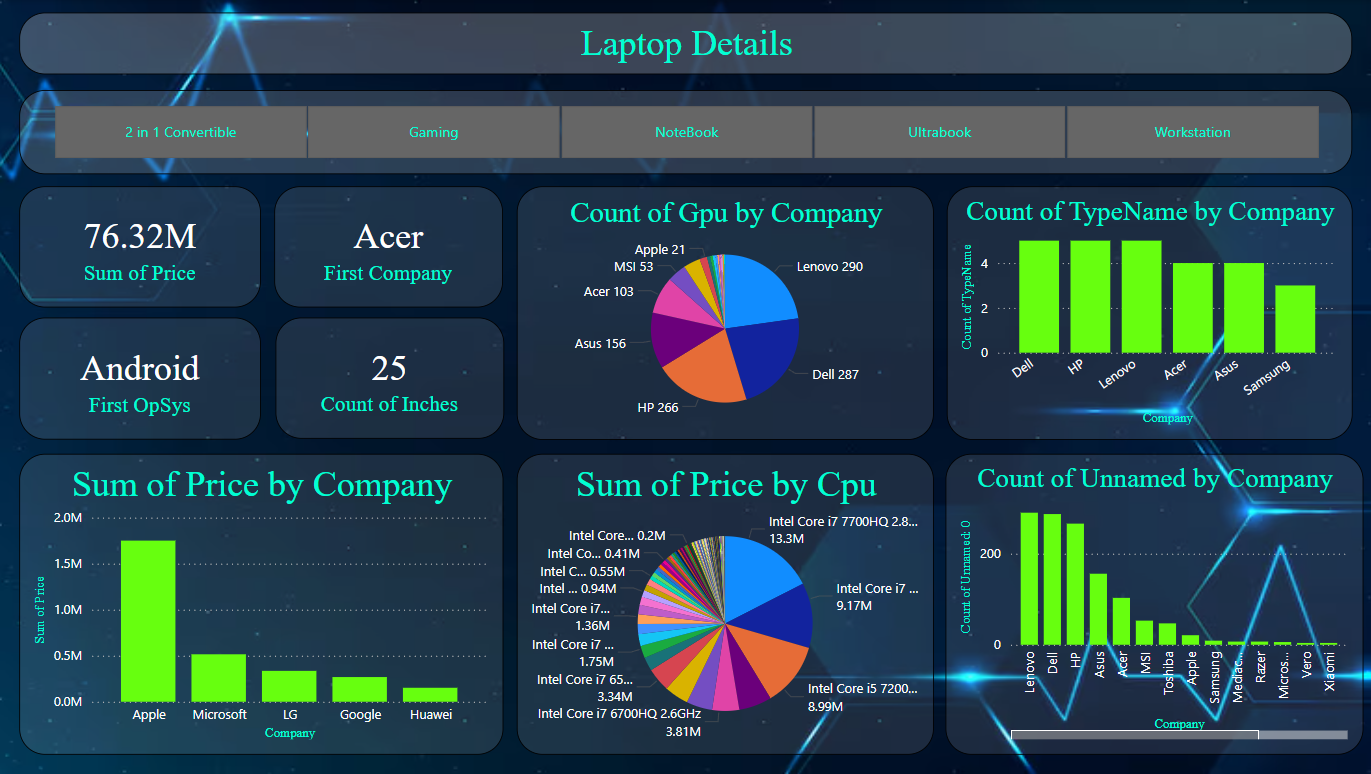 Laptop Details
2 in 1 Convertible
Gaming
NoteBook
Ultrabook
Workstation
76.32M
Sum of Price
Acer
First Company
Android
First OpSys
25
Count of Inches
Count of Gpu by Company
Apple 21
MSI 53
Acer 103
Asus 156
HP 266
Lenovo 290
Dell 287
Count of TypeName by Company
Count of TypeName
4
2
0
Dell
HP
Lenovo
Acer
Asus
Samsung
Company
Sum of Price by Company
Sum of Price
2.0M
1.5M
1.0M
0.5M
0.0M
Apple
Microsoft
LG
Google
Huawei
Company
Sum of Price by Cpu
Intel Core... 0.2M
Intel Co... 0.41M
Intel C... 0.55M
Intel ... 0.94M
Intel Core i7...
1.36M
Intel Core i7 ...
1.75M
Intel Core i7 65...
3.34M
Intel Core i7 6700HQ 2.6GHz
3.81M
Intel Core i7 7700HQ 2.8...
13.3M
Intel Core i7 ...
9.17M
Intel Core i5 7200...
8.99M
Count of Unnamed by Company
Count of Unnamed: 0
200
0
Lenovo
Dell
HP
Asus
Acer
MSI
Toshiba
Apple
Samsung
Mediac...
Razer
Micros...
Vero
Xiaomi
Company